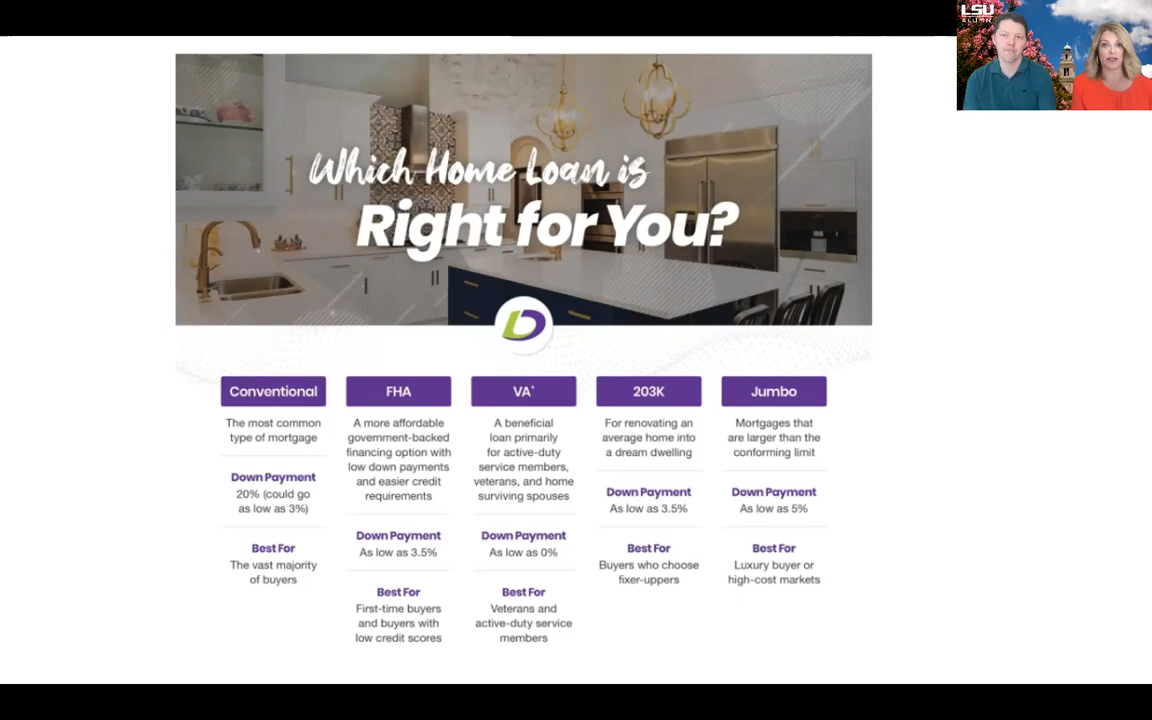 LSU
ALUMNI
Which Home Loan is
Right for You?
Conventional
The most common
type of mortgage
Down Payment
20% (could go
as low as 3%)
Best For
The vast majority
of buyers
FHA
A more affordable
government-backed
financing option with
low down payments
and easier credit
requirements
Down Payment
As low as 3.5%
Best For
First-time buyers
and buyers with
low credit scores
VA*
A beneficial
loan primarily
for active-duty
service members,
veterans, and home
surviving spouses
Down Payment
As low as 0%
Best For
Veterans and
active-duty service
members
203K
For renovating an
average home into
a dream dwelling
Down Payment
As low as 3.5%
Best For
Buyers who choose
fixer-uppers
Jumbo
Mortgages that
are larger than the
conforming limit
Down Payment
As low as 5%
Best For
Luxury buyer or
high-cost markets